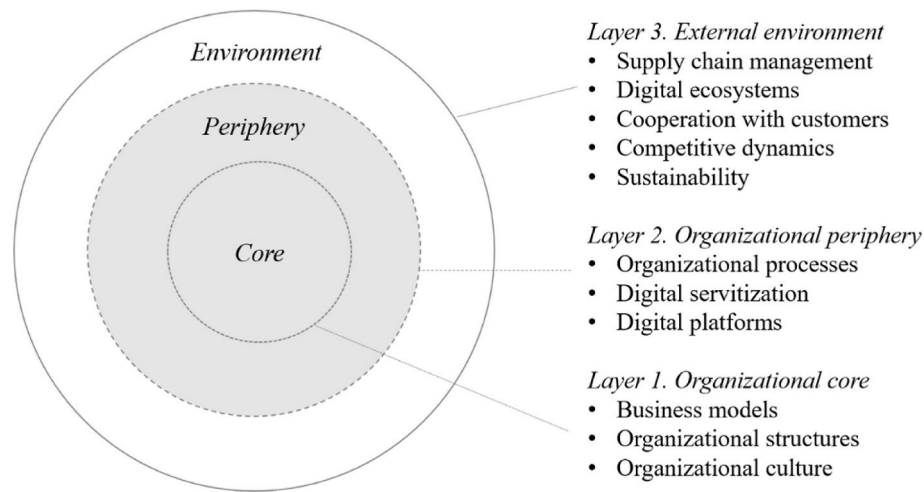 Environment
Periphery
Core
Layer 3. External environment
• Supply chain management
• Digital ecosystems
• Cooperation with customers
• Competitive dynamics
• Sustainability
Layer 2. Organizational periphery
• Organizational processes
• Digital servitization
• Digital platforms
Layer 1. Organizational core
• Business models
• Organizational structures
• Organizational culture